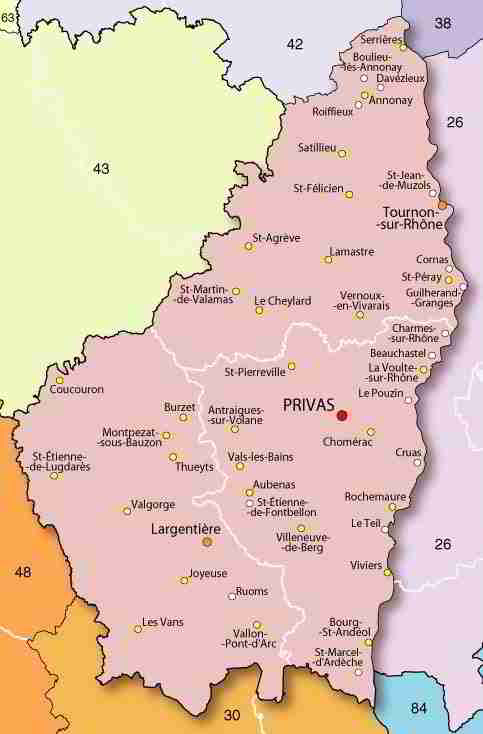 63
42
38
Serrières
Boulieu-
-lès-Annonay
Davézieux
Annonay
Roiffieux
26
Satillieu
43
St-Jean-
-de-Muzols
St-Félicien
Tournon-
-sur-Rhône
St-Agrève
Lamastre
Cornas
St-Péray
Guilherand-
-Granges
St-Martin-
-de-Valamas
Le Cheylard
Vernoux-
-en-Vivarais
Charmes-
-sur-Rhône
Beauchastel
La Voulte-
-sur-Rhône
St-Pierreville
Coucouron
Le Pouzin
Burzet
Antraigues-
-sur-Volane
PRIVAS
Montpezat-
-sous-Bauzon
Chomérac
St-Étienne-
-de-Lugdarès
Thueyts
Vals-les-Bains
Cruas
Aubenas
Valgorge
St-Étienne-
-de-Fontbellon
Rochemaure
Largentière
Villeneuve-
-de-Berg
Le Teil
26
48
Joyeuse
Viviers
Ruoms
Les Vans
Vallon-
-Pont-d'Arc
Bourg-
-St-Andéol
St-Marcel-
-d'Ardèche
30
84